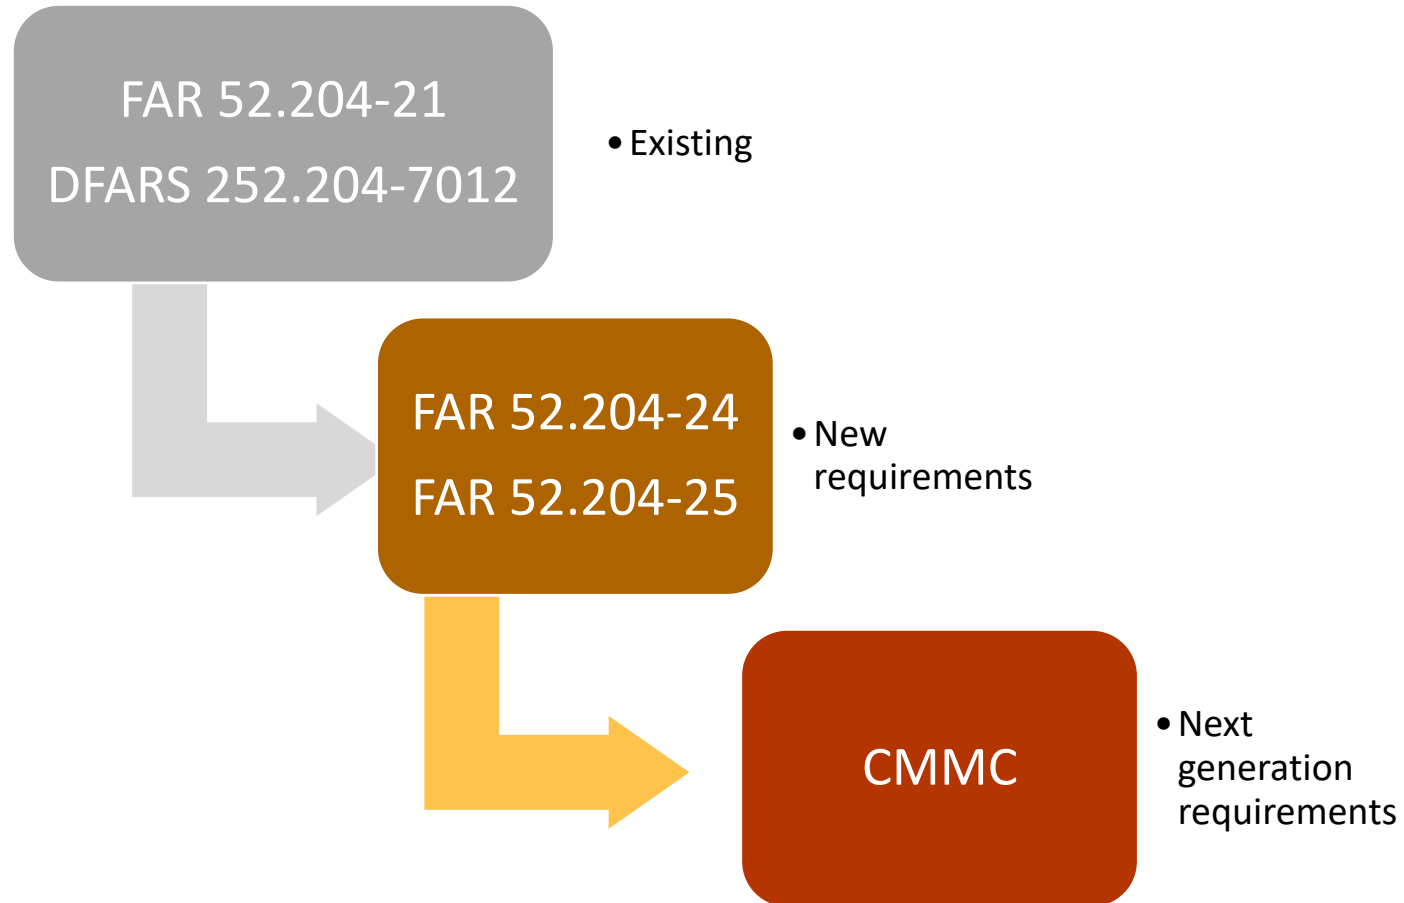 FAR 52.204-21
DFARS 252.204-7012
• Existing
FAR 52.204-24
FAR 52.204-25
• New
requirements
CMMC
• Next
generation
requirements